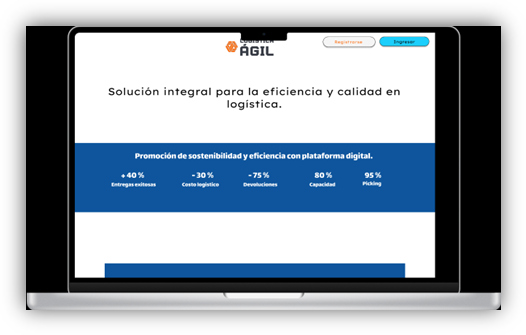 LOGÍSTICA
ÁGIL
Registrarse
Ingresar
Solución integral para la eficiencia y calidad en
logística.
Promoción de sostenibilidad y eficiencia con plataforma digital.
+ 40 % - 30 % - 75 % 80 % 95 %
Entregas exitosas Costo logístico Devoluciones Capacidad Picking